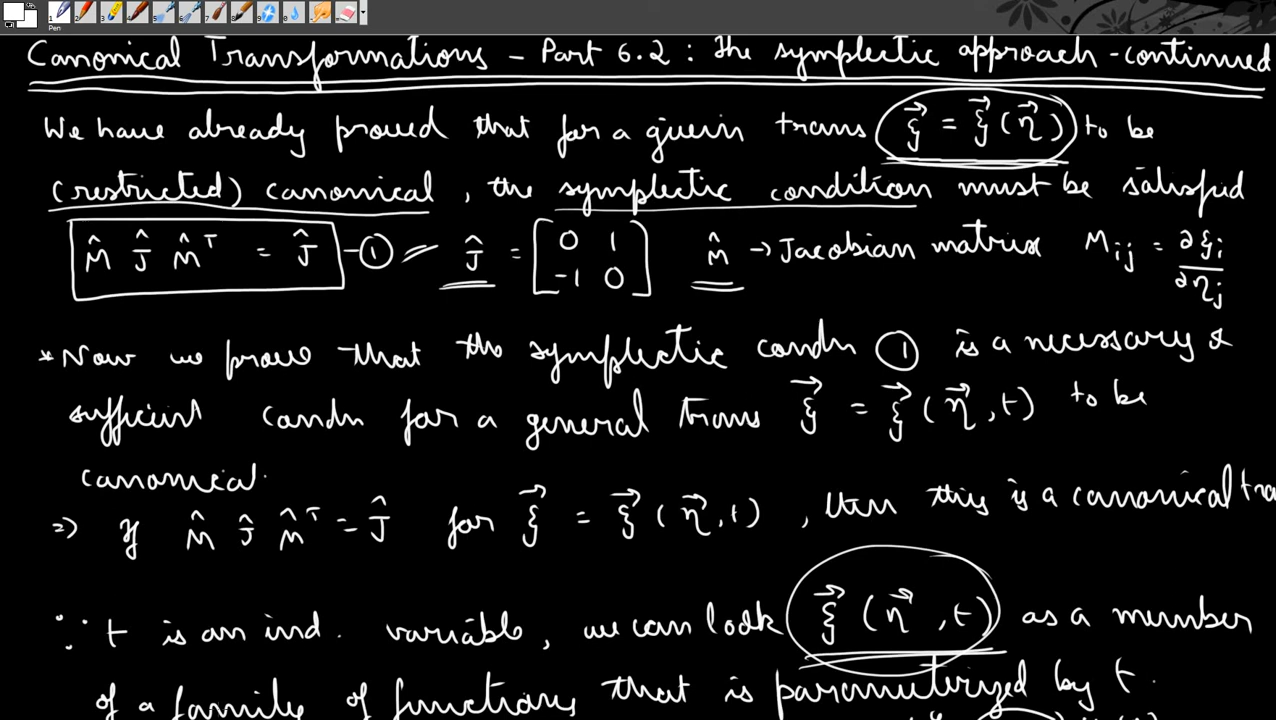 Pen
Canonical Transformations - Part 6.2 : The symplectic approach - continued
We have already proved that for a given trans ξ⃗ = ξ⃗(η⃗) to be
(restricted) canonical, the symplectic condition must be satisfied
M̂ Ĵ M̂ᵀ = Ĵ -① Ĵ = [0 1; -1 0] M̂ → Jacobian matrix Mij = ∂ξi/∂ηj
*Now we prove that the symplectic condn ① is a necessary &
sufficient condn for a general trans ξ⃗ = ξ⃗(η⃗, t) to be
canonical.
⇒ If M̂ Ĵ M̂ᵀ = Ĵ for ξ⃗ = ξ⃗(η⃗, t), then this is a canonical tra
∵ t is an ind. variable, we can look ξ⃗(η⃗, t) as a member
of a family of functions that is parameterized by t.